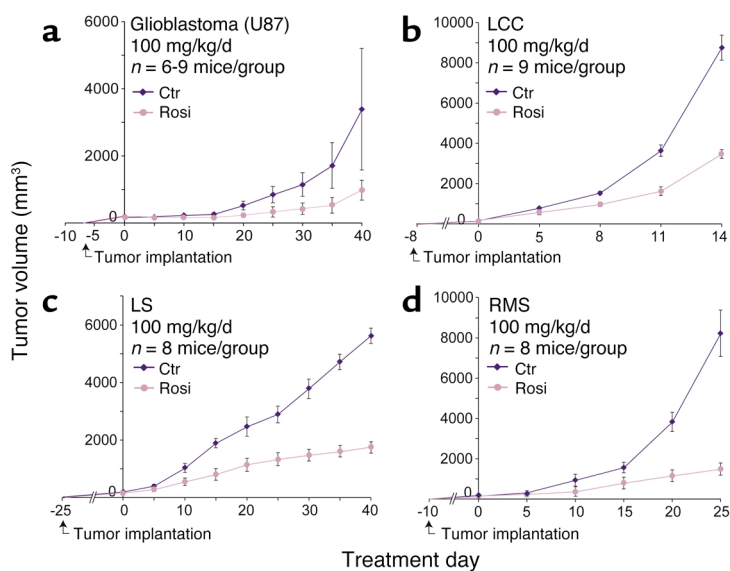 Tumor volume (mm³)
a
Glioblastoma (U87)
100 mg/kg/d
n = 6-9 mice/group
Ctr
Rosi
6000
4000
2000
0
-10 -5 0 10 20 30 40
Tumor implantation
b
LCC
100 mg/kg/d
n = 9 mice/group
Ctr
Rosi
10000
8000
6000
4000
2000
0
-8 0 5 8 11 14
Tumor implantation
c
LS
100 mg/kg/d
n = 8 mice/group
Ctr
Rosi
6000
4000
2000
0
-25 0 5 10 20 30 40
Tumor implantation
d
RMS
100 mg/kg/d
n = 8 mice/group
Ctr
Rosi
10000
8000
6000
4000
2000
0
-10 0 5 10 15 20 25
Tumor implantation
Treatment day